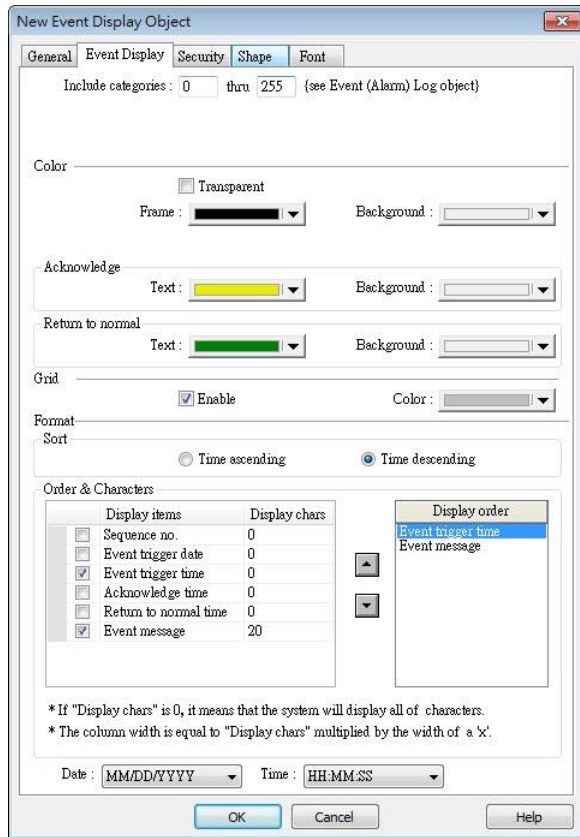 New Event Display Object
General Event Display Security Shape Font
Include categories : 0 thru 255 {see Event (Alarm) Log object}
Color
Transparent
Frame : Background :
Acknowledge
Text : Background :
Return to normal
Text : Background :
Grid
Enable Color :
Format
Sort
Time ascending Time descending
Order & Characters
Display items Display chars Display order
Sequence no. 0 Event trigger time
Event trigger date 0 Event message
Event trigger time 0
Acknowledge time 0
Return to normal time 0
Event message 20
* If "Display chars" is 0, it means that the system will display all of characters.
* The column width is equal to "Display chars" multiplied by the width of a 'x'.
Date : MM/DD/YYYY Time : HH:MM:SS
OK Cancel Help